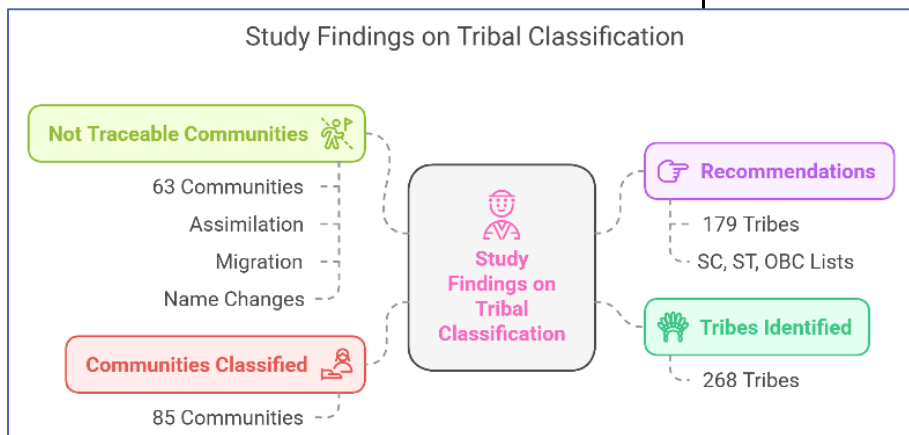 Study Findings on Tribal Classification
Not Traceable Communities
63 Communities
Assimilation
Migration
Name Changes
Communities Classified
85 Communities
Study
Findings on
Tribal
Classification
Recommendations
179 Tribes
SC, ST, OBC Lists
Tribes Identified
268 Tribes